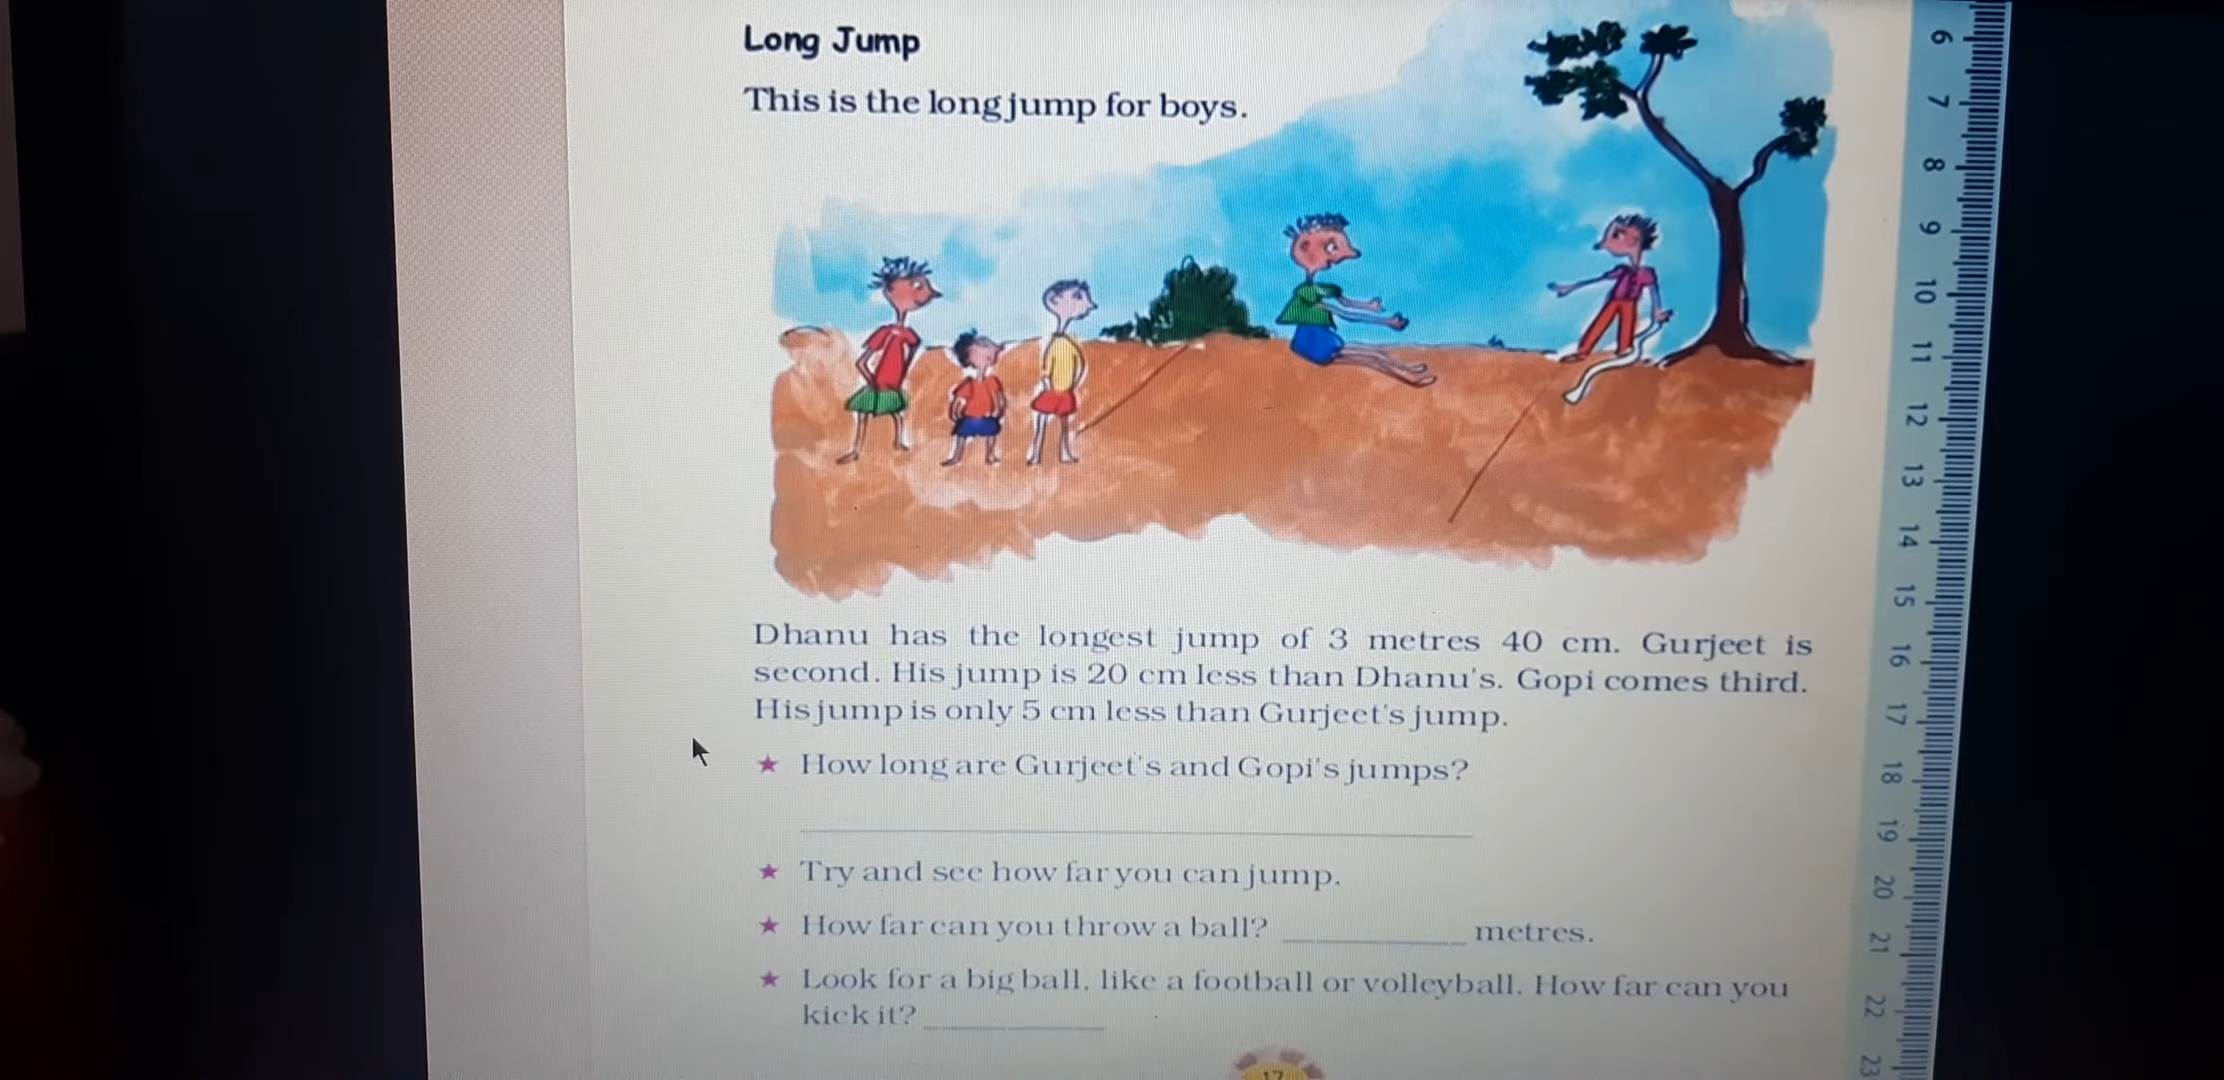 Long Jump
This is the long jump for boys.
Dhanu has the longest jump of 3 metres 40 cm. Gurjeet is
second. His jump is 20 cm less than Dhanu's. Gopi comes third.
His jump is only 5 cm less than Gurjeet's jump.
★ How long are Gurjeet's and Gopi's jumps?
★ Try and see how far you can jump.
★ How far can you throw a ball? ____________ metres.
★ Look for a big ball, like a football or volleyball. How far can you
kick it? ____________
17
6
7
8
9
10
11
12
13
14
15
16
17
18
19
20
21
22
23